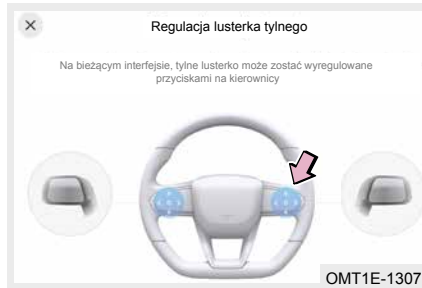 Regulacja lusterka tylnego
Na bieżącym interfejsie, tylne lusterko może zostać wyregulowane
przyciskami na kierownicy
OMT1E-1307